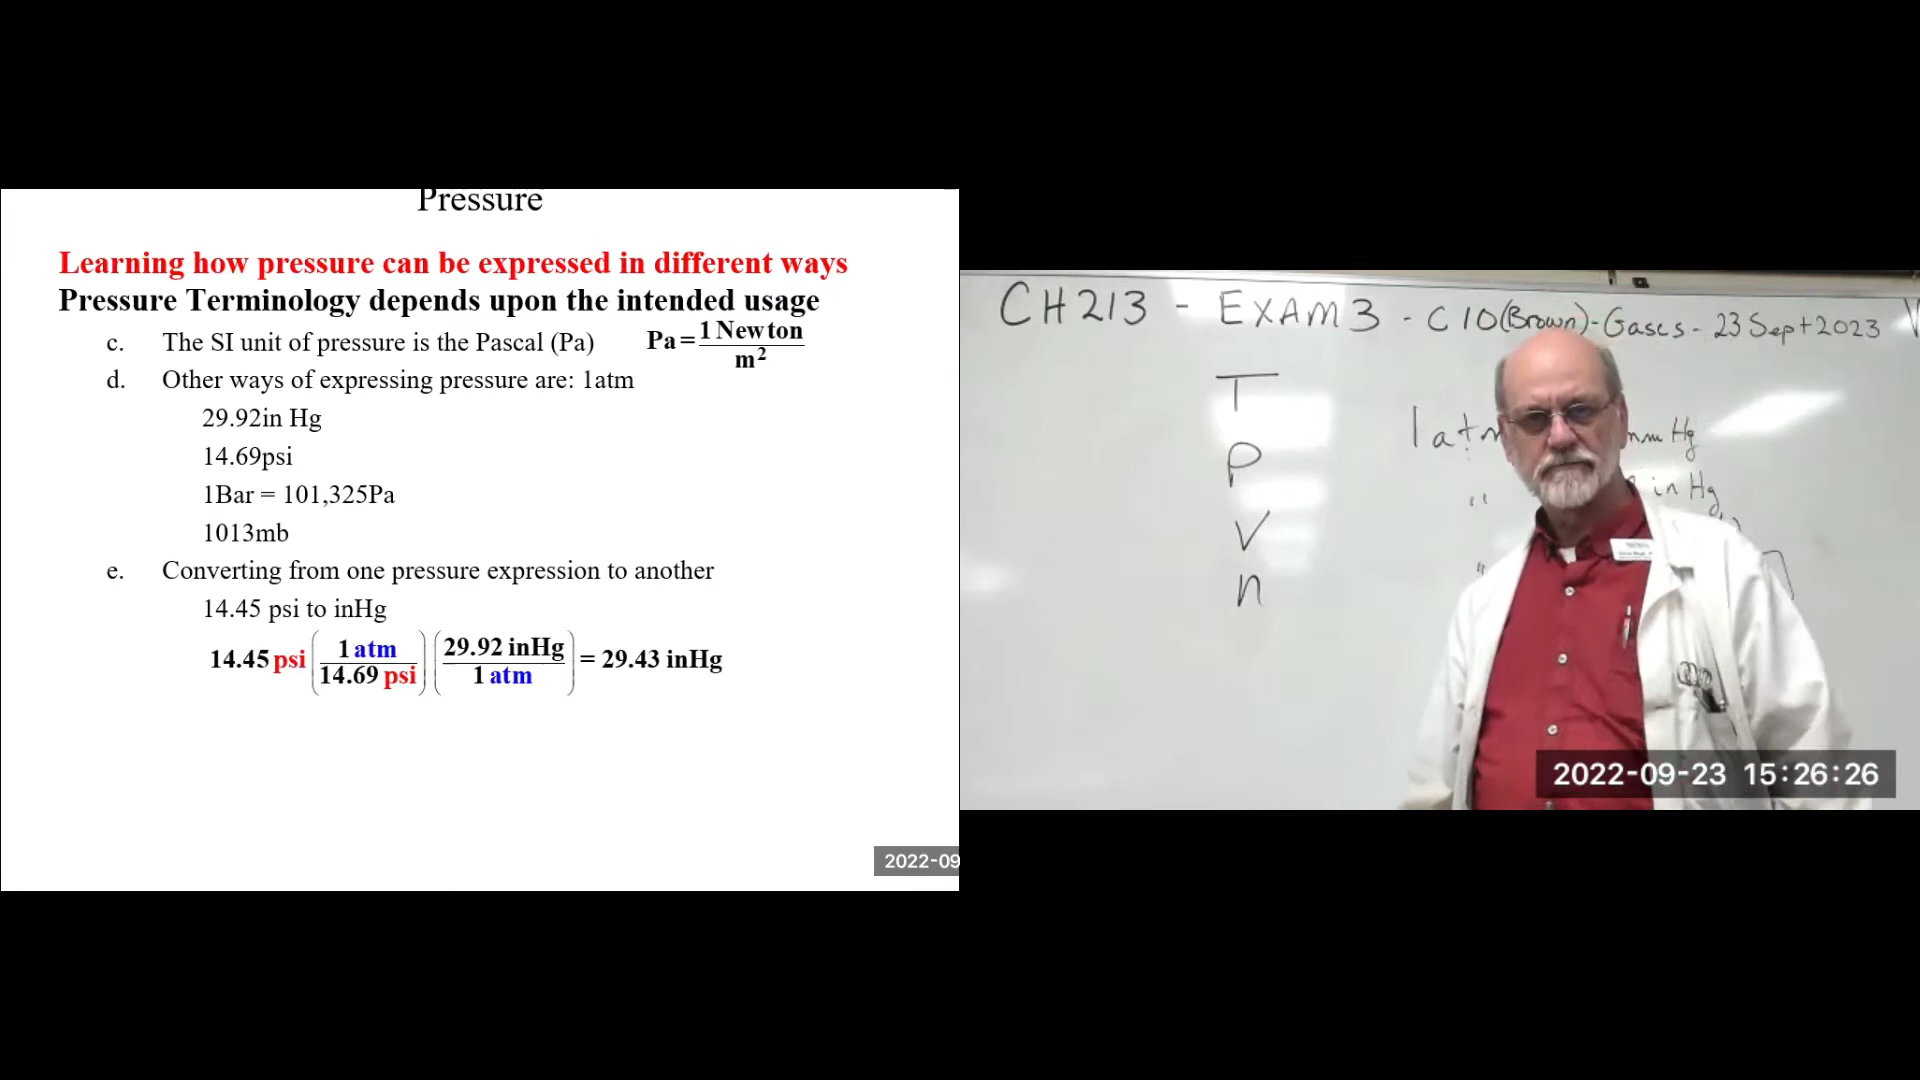 Pressure
Learning how pressure can be expressed in different ways
Pressure Terminology depends upon the intended usage
c. The SI unit of pressure is the Pascal (Pa) Pa = 1 Newton / m²
d. Other ways of expressing pressure are: 1atm
29.92in Hg
14.69psi
1Bar = 101,325Pa
1013mb
e. Converting from one pressure expression to another
14.45 psi to inHg
14.45 psi (1 atm / 14.69 psi) (29.92 inHg / 1 atm) = 29.43 inHg
2022-09
CH213 - EXAM 3 - C 10 (Brown) - Gases - 23 Sept 2023
T
P
V
n
1 atm mm Hg
" in Hg
"
2022-09-23 15:26:26